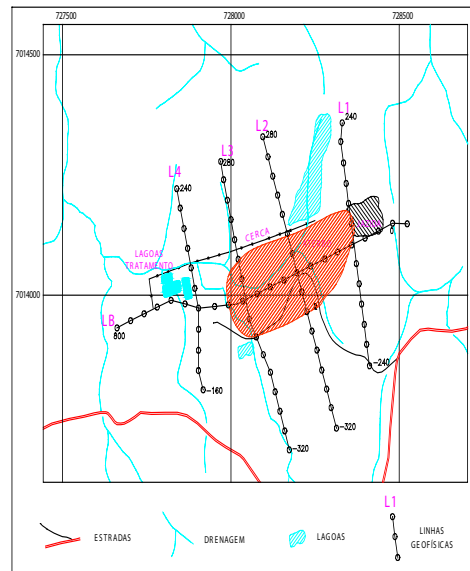 727500 728000 728500
7014500
L1
240
L2
280
L3
280
L4
240
CERCA
LAGOAS
TRATAMENTO
0
7014000
LB
800
-240
-160
-320
-320
L1
ESTRADAS
DRENAGEM
LAGOAS
LINHAS
GEOFÍSICAS